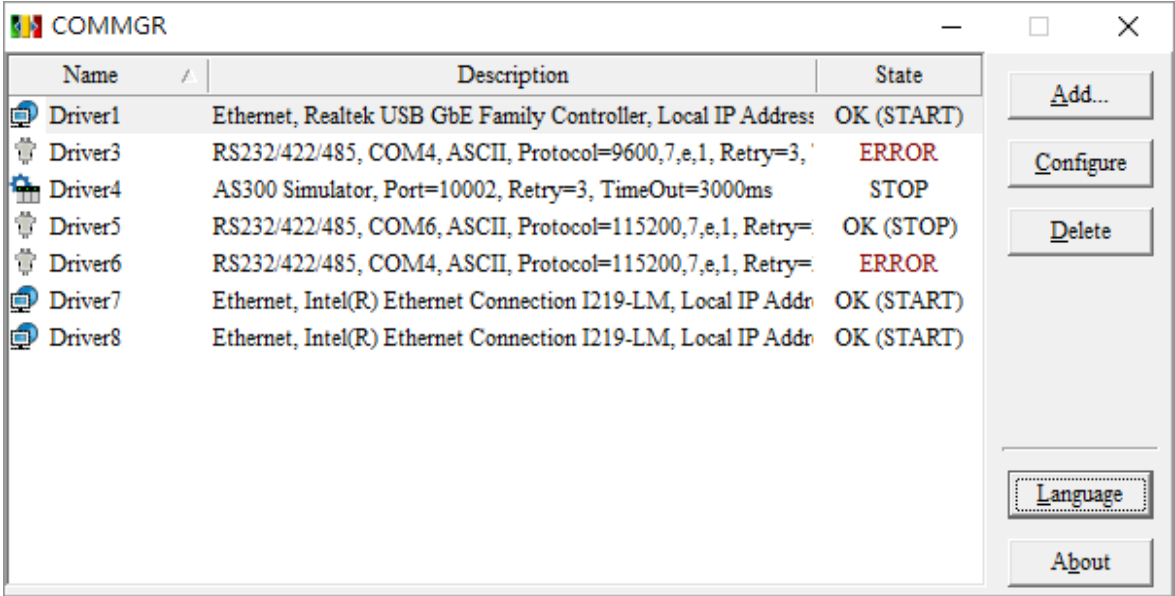 COMMGR
Name Description State
Driver1 Ethernet, Realtek USB GbE Family Controller, Local IP Address OK (START)
Driver3 RS232/422/485, COM4, ASCII, Protocol=9600,7,e,1, Retry=3, ERROR
Driver4 AS300 Simulator, Port=10002, Retry=3, TimeOut=3000ms STOP
Driver5 RS232/422/485, COM6, ASCII, Protocol=115200,7,e,1, Retry= OK (STOP)
Driver6 RS232/422/485, COM4, ASCII, Protocol=115200,7,e,1, Retry= ERROR
Driver7 Ethernet, Intel(R) Ethernet Connection I219-LM, Local IP Addr OK (START)
Driver8 Ethernet, Intel(R) Ethernet Connection I219-LM, Local IP Addr OK (START)
Add...
Configure
Delete
Language
About